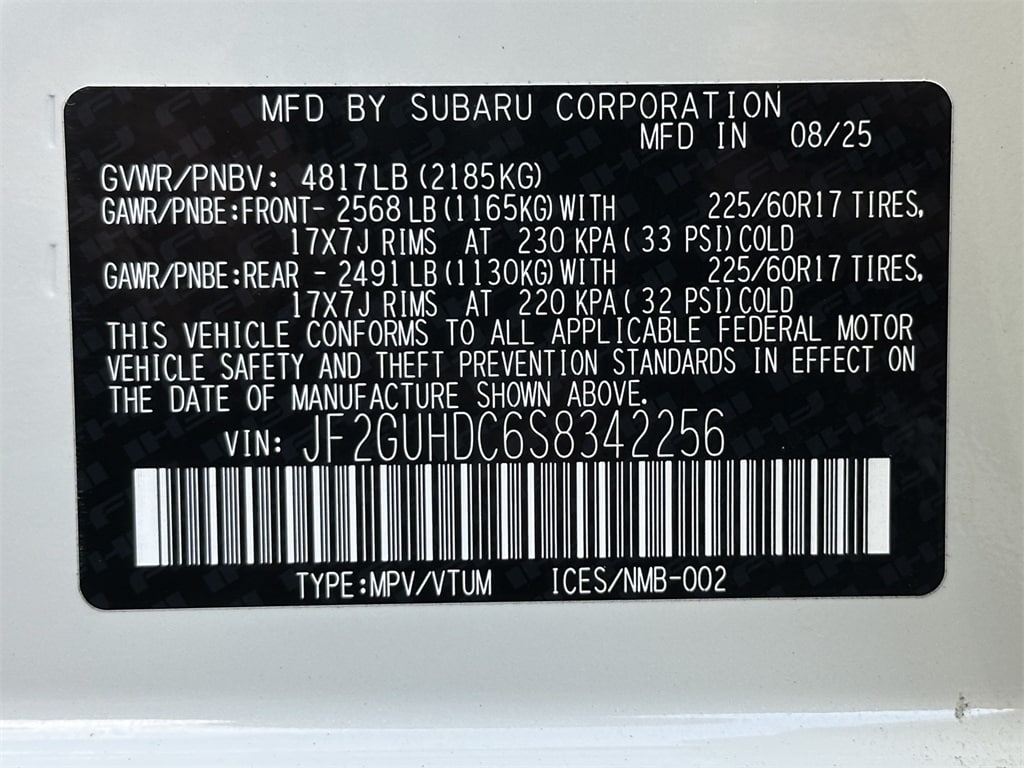 MFD BY SUBARU CORPORATION
MFD IN 08/25
GVWR/PNBV: 4817LB (2185KG)
GAWR/PNBE:FRONT- 2568 LB (1165KG) WITH 225/60R17 TIRES,
17X7J RIMS AT 230 KPA ( 33 PSI) COLD
GAWR/PNBE:REAR - 2491 LB (1130KG) WITH 225/60R17 TIRES,
17X7J RIMS AT 220 KPA ( 32 PSI) COLD
THIS VEHICLE CONFORMS TO ALL APPLICABLE FEDERAL MOTOR
VEHICLE SAFETY AND THEFT PREVENTION STANDARDS IN EFFECT ON
THE DATE OF MANUFACTURE SHOWN ABOVE.
VIN: JF2GUHDC6S8342256
TYPE:MPV/VTUM ICES/NMB-002